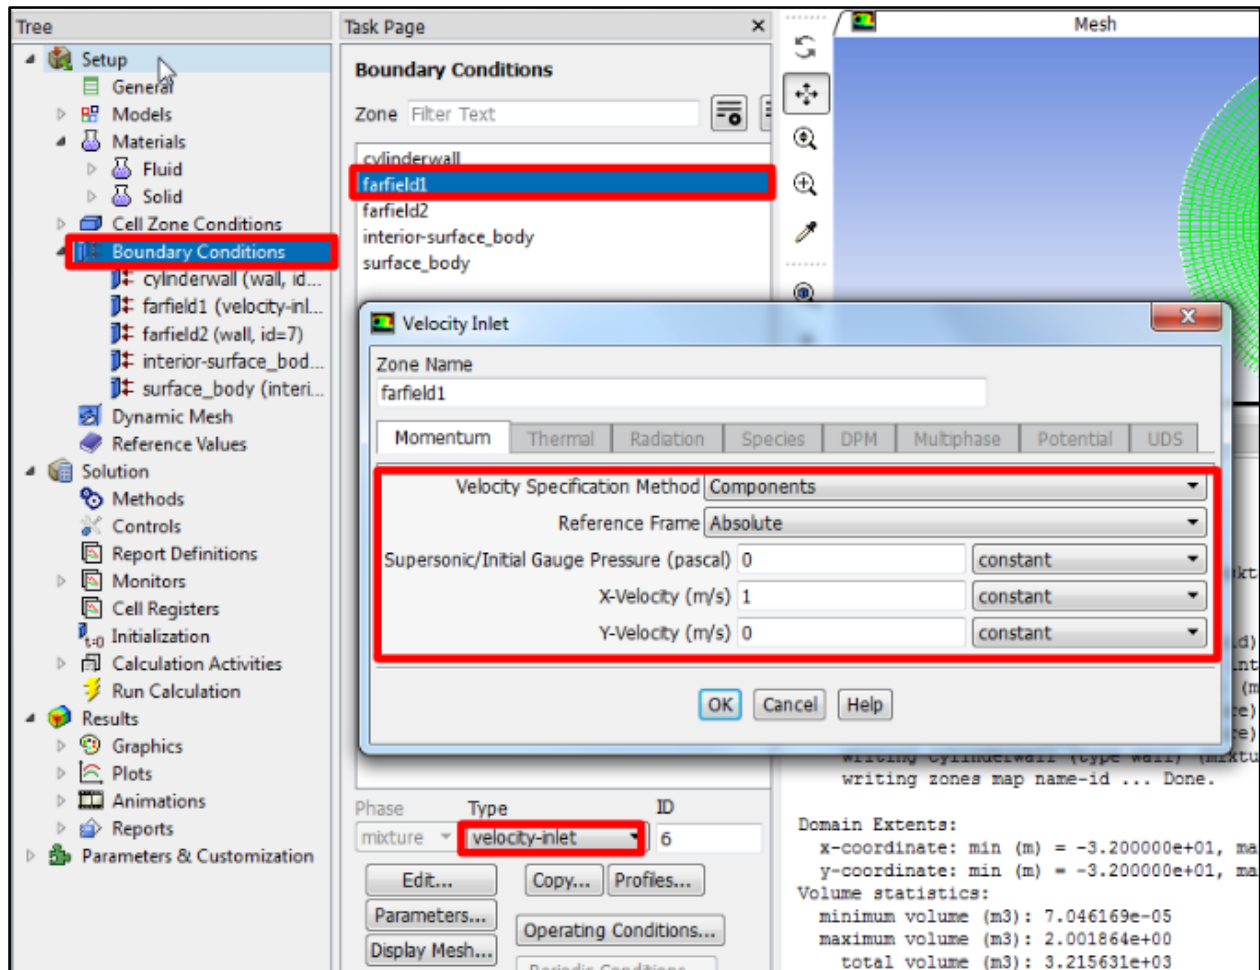 Tree
Setup
General
Models
Materials
Fluid
Solid
Cell Zone Conditions
Boundary Conditions
cylinderwall (wall, id...
farfield1 (velocity-inl...
farfield2 (wall, id=7)
interior-surface_bod...
surface_body (interi...
Dynamic Mesh
Reference Values
Solution
Methods
Controls
Report Definitions
Monitors
Cell Registers
t=0 Initialization
Calculation Activities
Run Calculation
Results
Graphics
Plots
Animations
Reports
Parameters & Customization
Task Page
Boundary Conditions
Zone Filter Text
cylinderwall
farfield1
farfield2
interior-surface_body
surface_body
Mesh
Velocity Inlet
Zone Name
farfield1
Momentum Thermal Radiation Species DPM Multiphase Potential UDS
Velocity Specification Method Components
Reference Frame Absolute
Supersonic/Initial Gauge Pressure (pascal) 0 constant
X-Velocity (m/s) 1 constant
Y-Velocity (m/s) 0 constant
OK Cancel Help
Phase Type ID
mixture velocity-inlet 6
Edit... Copy... Profiles...
Parameters... Operating Conditions...
Display Mesh... Periodic Conditions...
writing cylinderwall (type wall) (mixtu
writing zones map name-id ... Done.
Domain Extents:
x-coordinate: min (m) = -3.200000e+01, ma
y-coordinate: min (m) = -3.200000e+01, ma
Volume statistics:
minimum volume (m3): 7.046169e-05
maximum volume (m3): 2.001864e+00
total volume (m3): 3.215631e+03